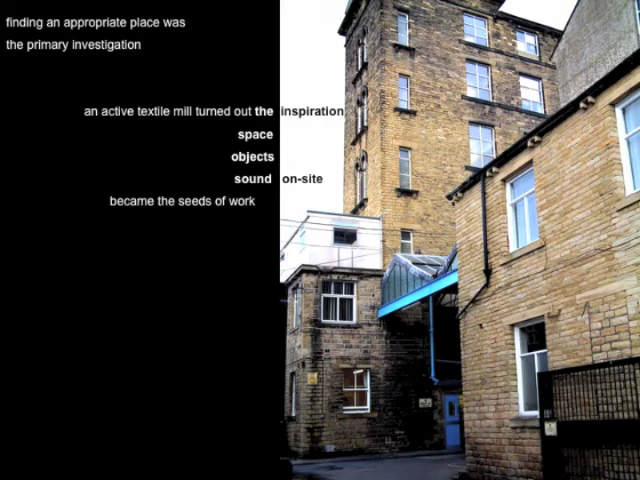 finding an appropriate place was
the primary investigation
an active textile mill turned out the inspiration
space
objects
sound on-site
became the seeds of work